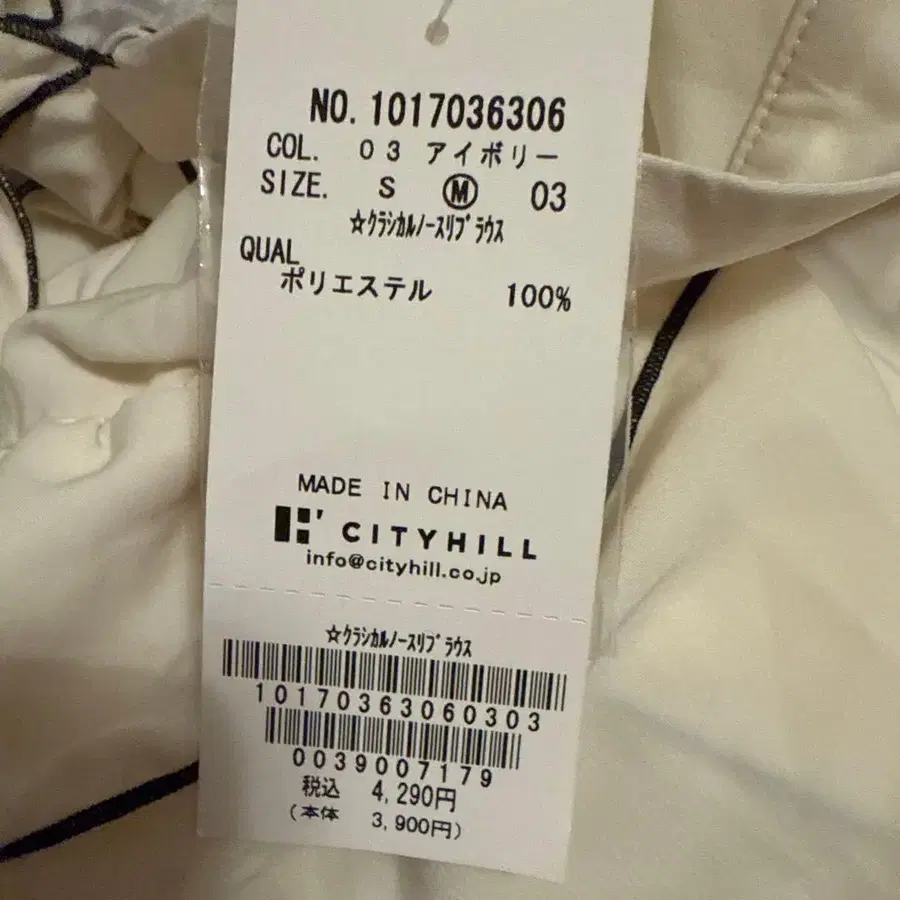 NO. 1017036306
COL. 03 アイボリー
SIZE. S Ⓜ 03
☆ｸﾗｼｶﾙﾉｰｽﾘﾌﾞﾗｳｽ
QUAL
ポリエステル 100%
MADE IN CHINA
CITYHILL
info@cityhill.co.jp
☆ｸﾗｼｶﾙﾉｰｽﾘﾌﾞﾗｳｽ
10170363060303
0039007179
税込 4,290円
(本体 3,900円)